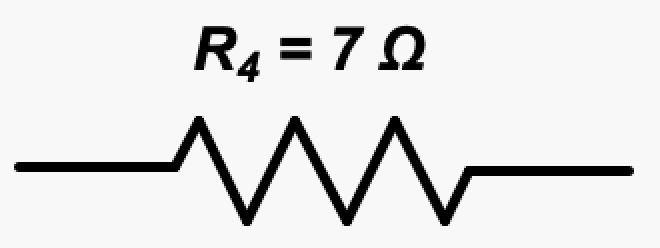 R₄ = 7 Ω